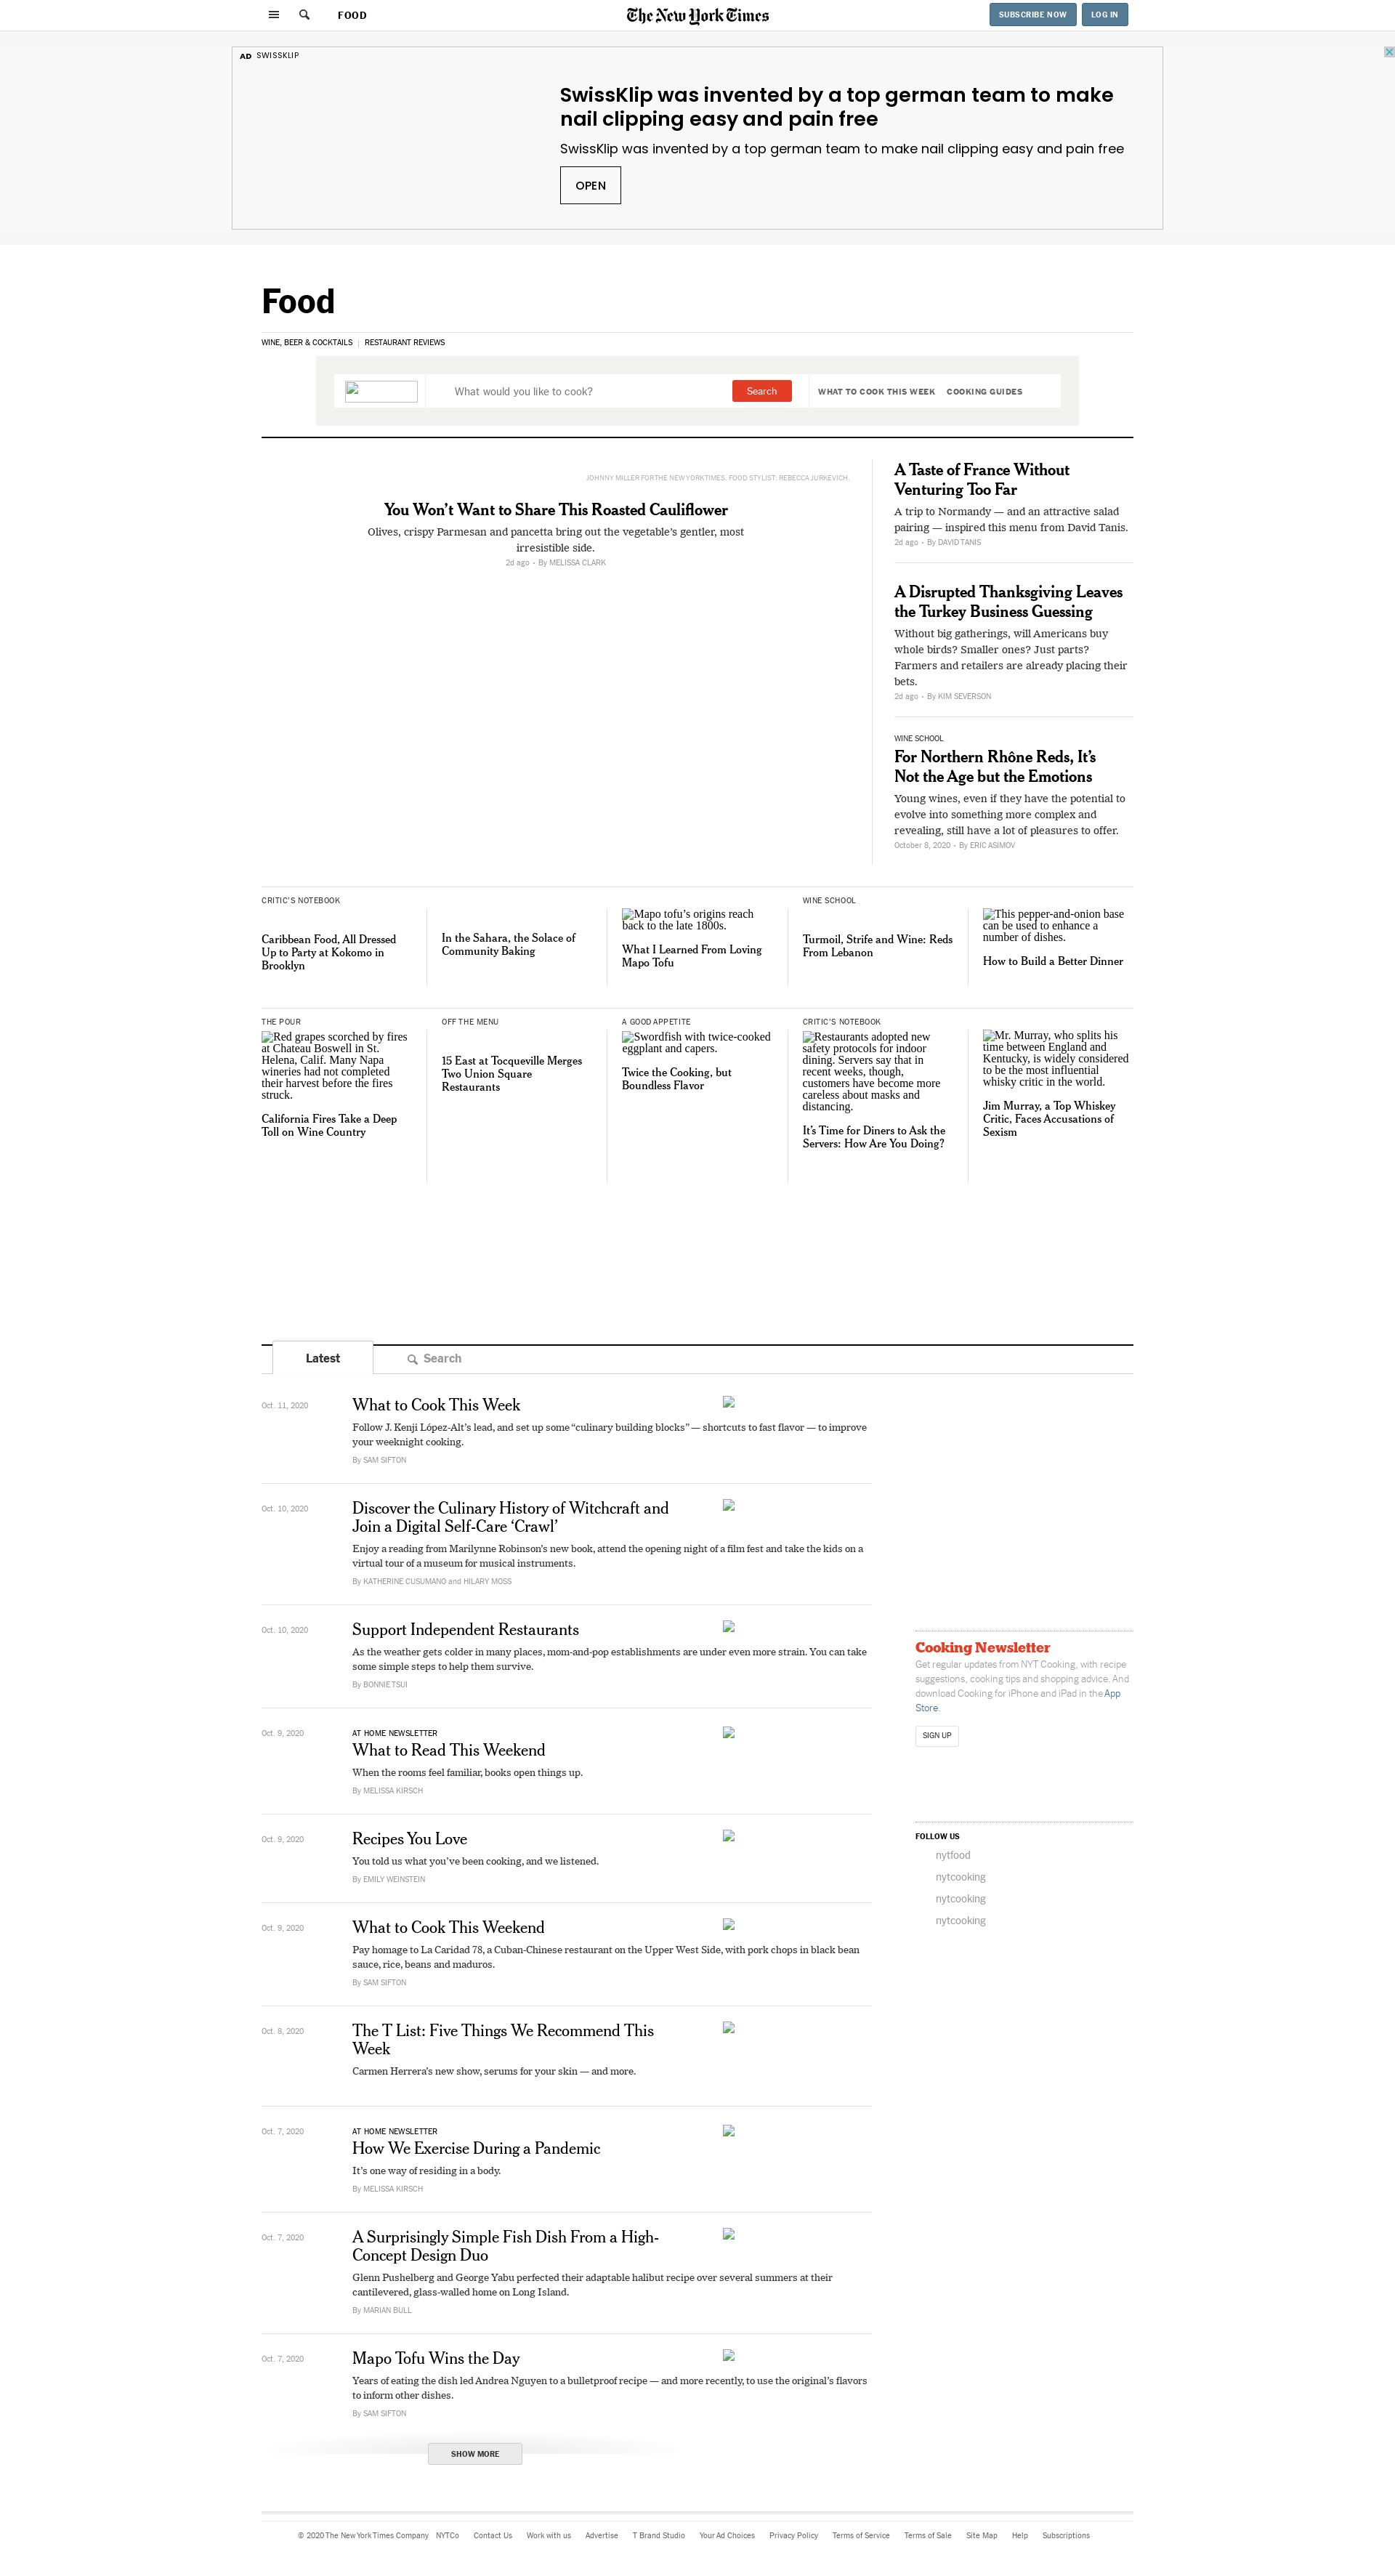 FOOD
The New York Times
SUBSCRIBE NOW
LOG IN
AD SWISSKLIP
SwissKlip was invented by a top german team to make
nail clipping easy and pain free
SwissKlip was invented by a top german team to make nail clipping easy and pain free
OPEN
Food
WINE, BEER & COCKTAILS | RESTAURANT REVIEWS
What would you like to cook?
Search
WHAT TO COOK THIS WEEK
COOKING GUIDES
JOHNNY MILLER FOR THE NEW YORK TIMES. FOOD STYLIST: REBECCA JURKEVICH.
You Won’t Want to Share This Roasted Cauliflower
Olives, crispy Parmesan and pancetta bring out the vegetable’s gentler, most
irresistible side.
2d ago • By MELISSA CLARK
A Taste of France Without
Venturing Too Far
A trip to Normandy — and an attractive salad
pairing — inspired this menu from David Tanis.
2d ago • By DAVID TANIS
A Disrupted Thanksgiving Leaves
the Turkey Business Guessing
Without big gatherings, will Americans buy
whole birds? Smaller ones? Just parts?
Farmers and retailers are already placing their
bets.
2d ago • By KIM SEVERSON
WINE SCHOOL
For Northern Rhône Reds, It’s
Not the Age but the Emotions
Young wines, even if they have the potential to
evolve into something more complex and
revealing, still have a lot of pleasures to offer.
October 8, 2020 • By ERIC ASIMOV
CRITIC’S NOTEBOOK
Caribbean Food, All Dressed
Up to Party at Kokomo in
Brooklyn
In the Sahara, the Solace of
Community Baking
Mapo tofu’s origins reach
back to the late 1800s.
What I Learned From Loving
Mapo Tofu
WINE SCHOOL
Turmoil, Strife and Wine: Reds
From Lebanon
This pepper-and-onion base
can be used to enhance a
number of dishes.
How to Build a Better Dinner
THE POUR
Red grapes scorched by fires
at Chateau Boswell in St.
Helena, Calif. Many Napa
wineries had not completed
their harvest before the fires
struck.
California Fires Take a Deep
Toll on Wine Country
OFF THE MENU
15 East at Tocqueville Merges
Two Union Square
Restaurants
A GOOD APPETITE
Swordfish with twice-cooked
eggplant and capers.
Twice the Cooking, but
Boundless Flavor
CRITIC’S NOTEBOOK
Restaurants adopted new
safety protocols for indoor
dining. Servers say that in
recent weeks, though,
customers have become more
careless about masks and
distancing.
It’s Time for Diners to Ask the
Servers: How Are You Doing?
Mr. Murray, who splits his
time between England and
Kentucky, is widely considered
to be the most influential
whisky critic in the world.
Jim Murray, a Top Whiskey
Critic, Faces Accusations of
Sexism
Latest
Search
Oct. 11, 2020
What to Cook This Week
Follow J. Kenji López-Alt’s lead, and set up some “culinary building blocks” — shortcuts to fast flavor — to improve
your weeknight cooking.
By SAM SIFTON
Oct. 10, 2020
Discover the Culinary History of Witchcraft and
Join a Digital Self-Care ‘Crawl’
Enjoy a reading from Marilynne Robinson’s new book, attend the opening night of a film fest and take the kids on a
virtual tour of a museum for musical instruments.
By KATHERINE CUSUMANO and HILARY MOSS
Oct. 10, 2020
Support Independent Restaurants
As the weather gets colder in many places, mom-and-pop establishments are under even more strain. You can take
some simple steps to help them survive.
By BONNIE TSUI
Oct. 9, 2020
AT HOME NEWSLETTER
What to Read This Weekend
When the rooms feel familiar, books open things up.
By MELISSA KIRSCH
Oct. 9, 2020
Recipes You Love
You told us what you’ve been cooking, and we listened.
By EMILY WEINSTEIN
Oct. 9, 2020
What to Cook This Weekend
Pay homage to La Caridad 78, a Cuban-Chinese restaurant on the Upper West Side, with pork chops in black bean
sauce, rice, beans and maduros.
By SAM SIFTON
Oct. 8, 2020
The T List: Five Things We Recommend This
Week
Carmen Herrera’s new show, serums for your skin — and more.
Oct. 7, 2020
AT HOME NEWSLETTER
How We Exercise During a Pandemic
It’s one way of residing in a body.
By MELISSA KIRSCH
Oct. 7, 2020
A Surprisingly Simple Fish Dish From a High-
Concept Design Duo
Glenn Pushelberg and George Yabu perfected their adaptable halibut recipe over several summers at their
cantilevered, glass-walled home on Long Island.
By MARIAN BULL
Oct. 7, 2020
Mapo Tofu Wins the Day
Years of eating the dish led Andrea Nguyen to a bulletproof recipe — and more recently, to use the original’s flavors
to inform other dishes.
By SAM SIFTON
SHOW MORE
Cooking Newsletter
Get regular updates from NYT Cooking, with recipe
suggestions, cooking tips and shopping advice. And
download Cooking for iPhone and iPad in the App
Store.
SIGN UP
FOLLOW US
nytfood
nytcooking
nytcooking
nytcooking
© 2020 The New York Times Company NYTCo Contact Us Work with us Advertise T Brand Studio Your Ad Choices Privacy Policy Terms of Service Terms of Sale Site Map Help Subscriptions